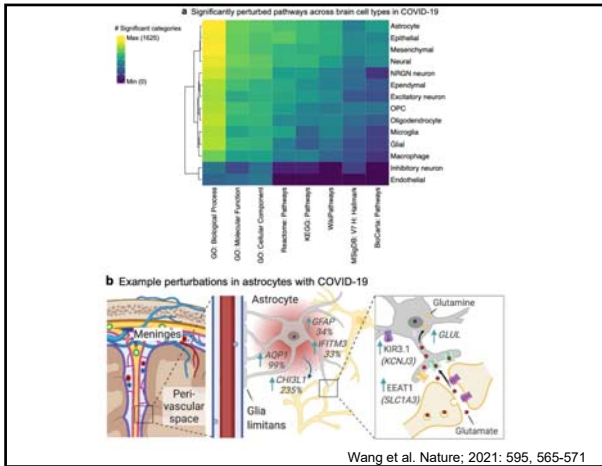 a Significantly perturbed pathways across brain cell types in COVID-19
# Significant categories
Max (1625)
Min (0)
Astrocyte
Epithelial
Mesenchymal
Neural
NRGN neuron
Ependymal
Excitatory neuron
OPC
Oligodendrocyte
Microglia
Glial
Macrophage
Inhibitory neuron
Endothelial
GO: Biological Process
GO: Molecular Function
GO: Cellular Component
Reactome: Pathways
KEGG: Pathways
WikiPathways
MSigDB: V7 H: Hallmark
BioCarta: Pathways
b Example perturbations in astrocytes with COVID-19
Meninges
Peri-
vascular
space
Astrocyte
GFAP
34%
IFITM3
33%
AQP1
99%
CHI3L1
235%
Glia
limitans
Glutamine
GLUL
KIR3.1
(KCNJ3)
EEAT1
(SLC1A3)
Glutamate
Wang et al. Nature; 2021: 595, 565-571